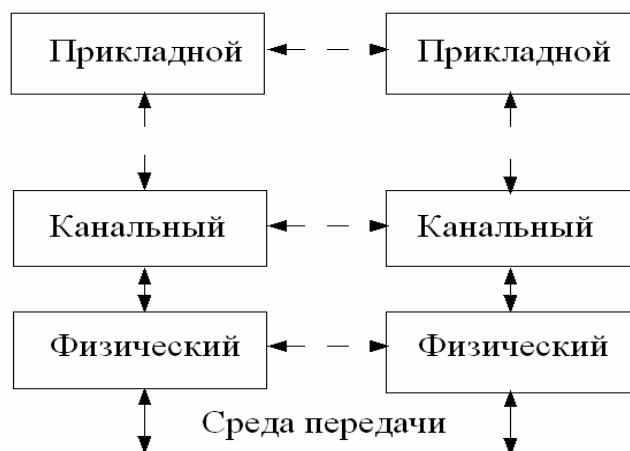 Прикладной Прикладной
Канальный Канальный
Физический Физический
Среда передачи